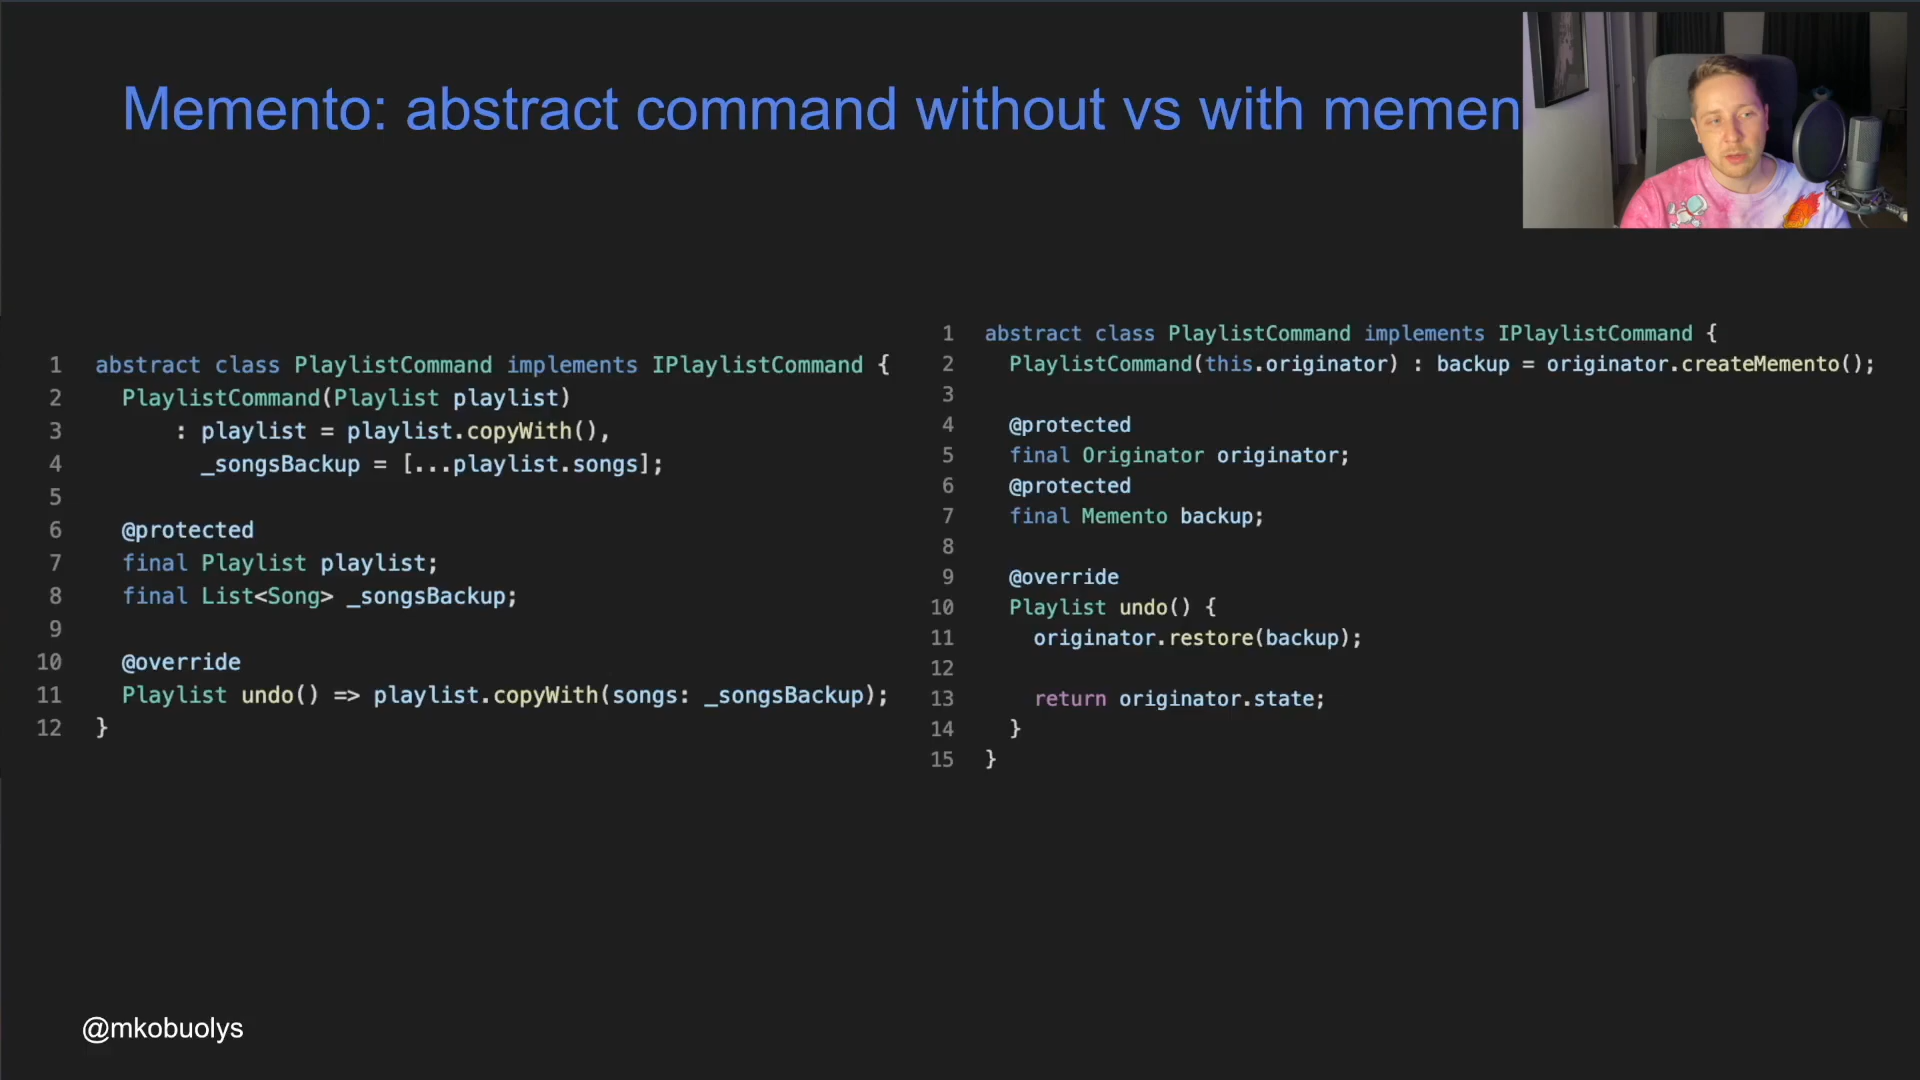 Memento: abstract command without vs with memen
1 abstract class PlaylistCommand implements IPlaylistCommand {
2 PlaylistCommand(Playlist playlist)
3 : playlist = playlist.copyWith(),
4 _songsBackup = [...playlist.songs];
5
6 @protected
7 final Playlist playlist;
8 final List<Song> _songsBackup;
9
10 @override
11 Playlist undo() => playlist.copyWith(songs: _songsBackup);
12 }
1 abstract class PlaylistCommand implements IPlaylistCommand {
2 PlaylistCommand(this.originator) : backup = originator.createMemento();
3
4 @protected
5 final Originator originator;
6 @protected
7 final Memento backup;
8
9 @override
10 Playlist undo() {
11 originator.restore(backup);
12
13 return originator.state;
14 }
15 }
@mkobuolys